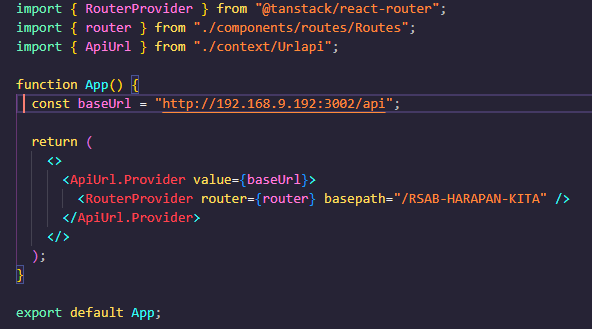 import { RouterProvider } from "@tanstack/react-router";
import { router } from "./components/routes/Routes";
import { ApiUrl } from "./context/Urlapi";
function App() {
const baseUrl = "http://192.168.9.192:3002/api";
return (
<>
<ApiUrl.Provider value={baseUrl}>
<RouterProvider router={router} basepath="/RSAB-HARAPAN-KITA" />
</ApiUrl.Provider>
</>
);
}
export default App;